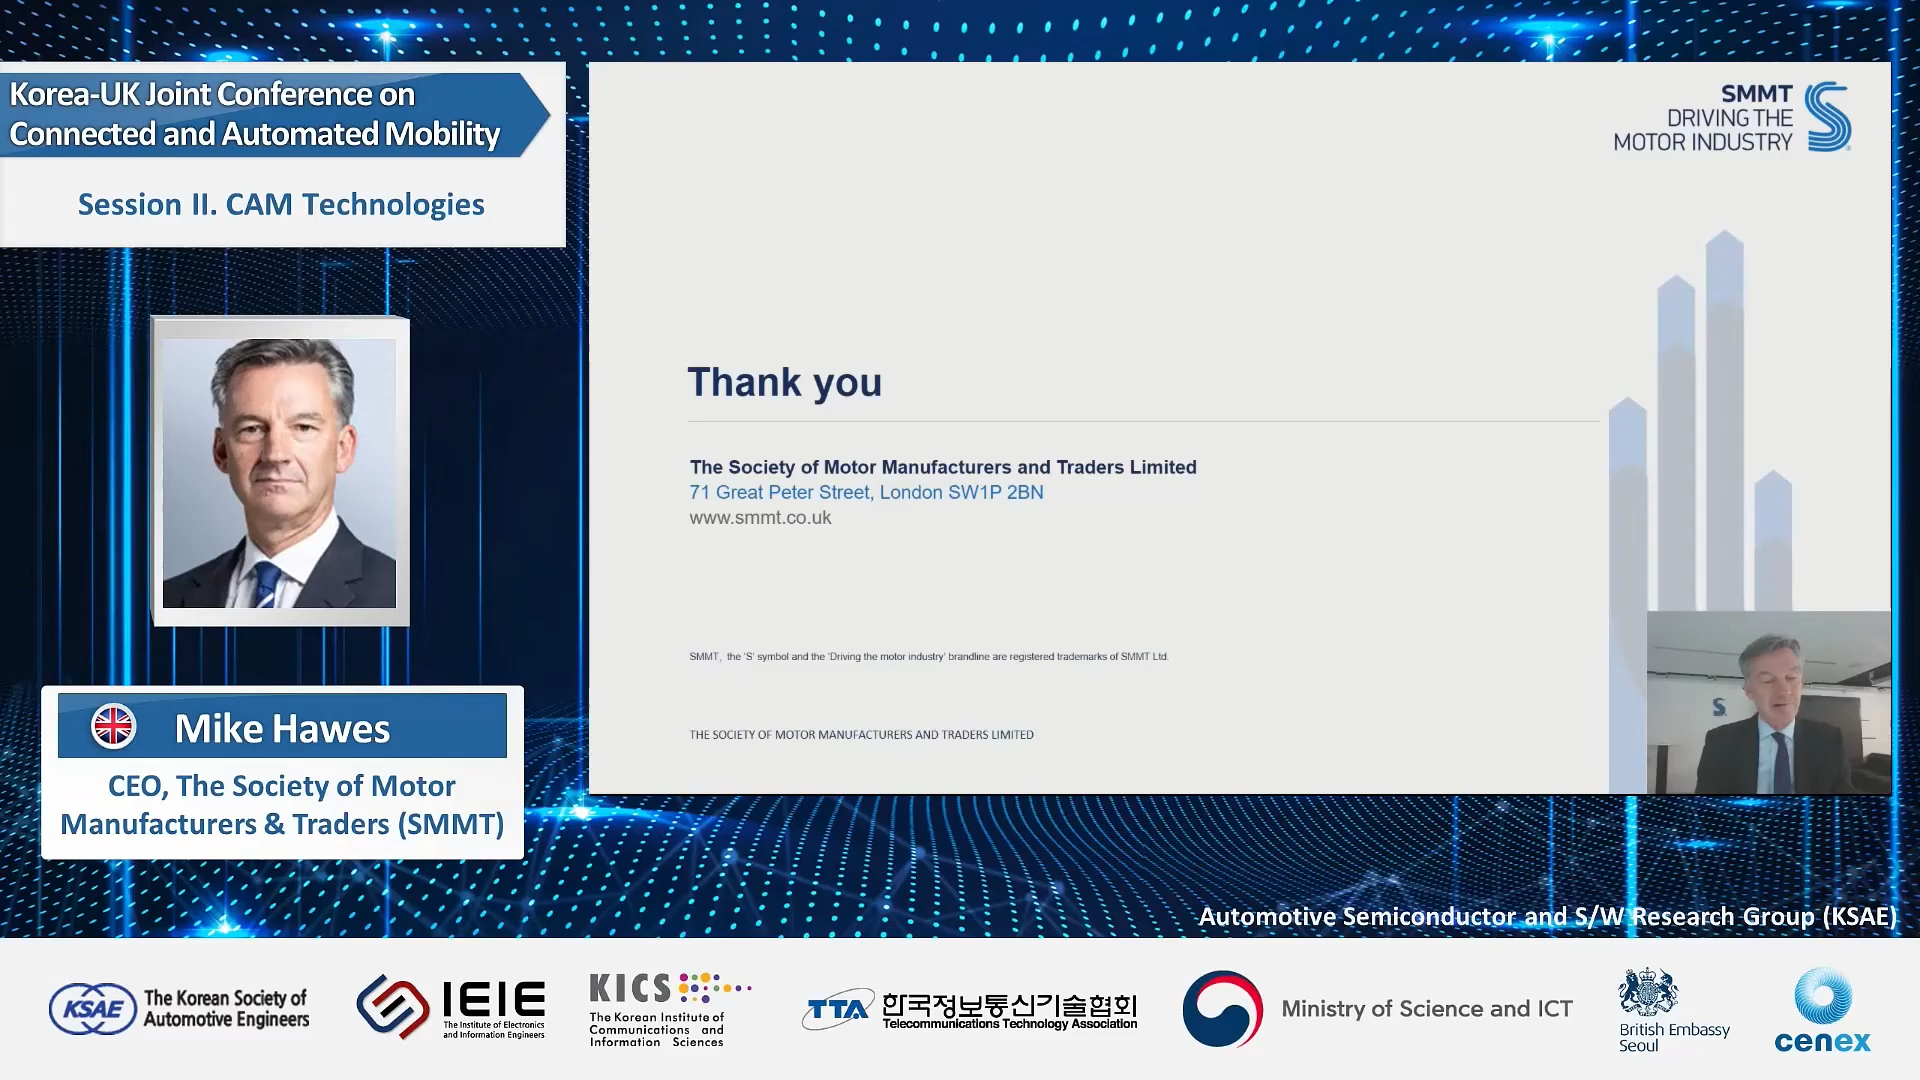 Korea-UK Joint Conference on
Connected and Automated Mobility
Session II. CAM Technologies
Mike Hawes
CEO, The Society of Motor
Manufacturers & Traders (SMMT)
SMMT
DRIVING THE
MOTOR INDUSTRY
Thank you
The Society of Motor Manufacturers and Traders Limited
71 Great Peter Street, London SW1P 2BN
www.smmt.co.uk
SMMT, the 'S' symbol and the 'Driving the motor industry' brandline are registered trademarks of SMMT Ltd.
THE SOCIETY OF MOTOR MANUFACTURERS AND TRADERS LIMITED
Automotive Semiconductor and S/W Research Group (KSAE)
KSAE
The Korean Society of
Automotive Engineers
IEIE
The Institute of Electronics
and Information Engineers
KICS
The Korean Institute of
Communications and
Information Sciences
TTA
한국정보통신기술협회
Telecommunications Technology Association
Ministry of Science and ICT
British Embassy
Seoul
cenex